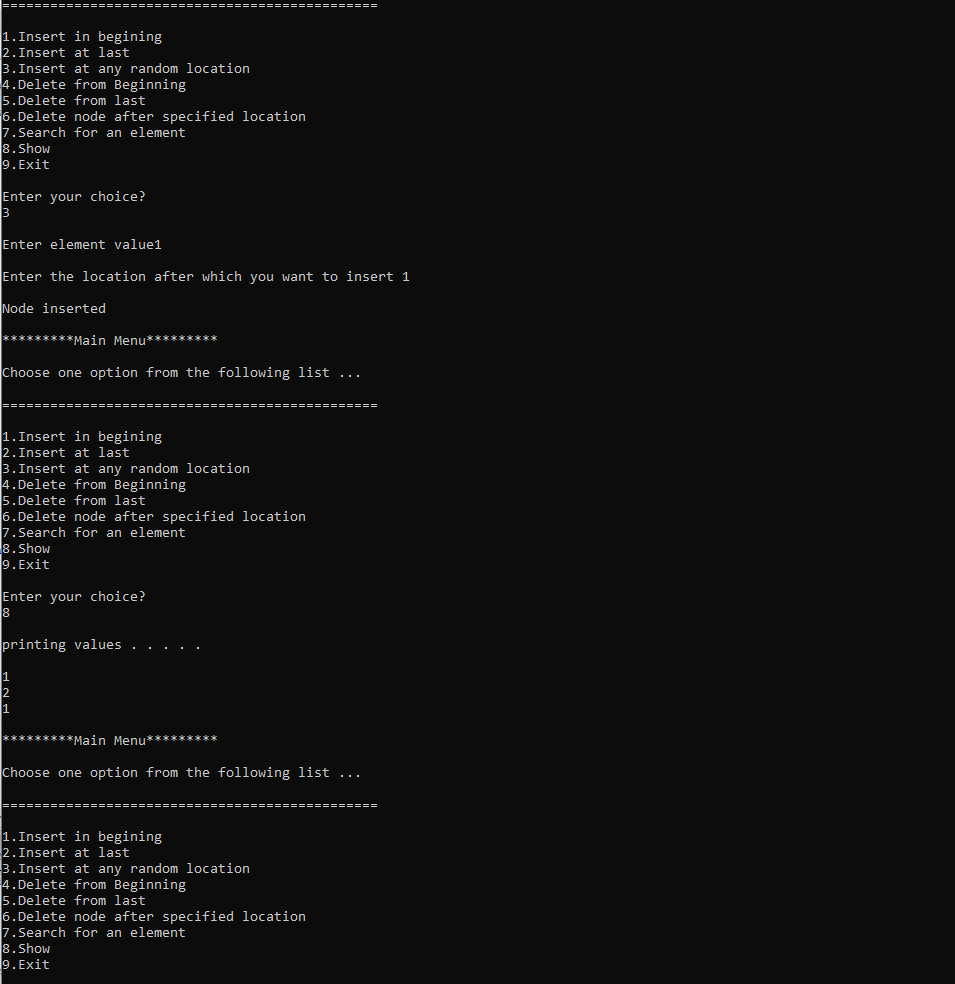 ===============================================
1.Insert in begining
2.Insert at last
3.Insert at any random location
4.Delete from Beginning
5.Delete from last
6.Delete node after specified location
7.Search for an element
8.Show
9.Exit
Enter your choice?
3
Enter element value1
Enter the location after which you want to insert 1
Node inserted
*********Main Menu*********
Choose one option from the following list ...
===============================================
1.Insert in begining
2.Insert at last
3.Insert at any random location
4.Delete from Beginning
5.Delete from last
6.Delete node after specified location
7.Search for an element
8.Show
9.Exit
Enter your choice?
8
printing values . . . . .
1
2
1
*********Main Menu*********
Choose one option from the following list ...
===============================================
1.Insert in begining
2.Insert at last
3.Insert at any random location
4.Delete from Beginning
5.Delete from last
6.Delete node after specified location
7.Search for an element
8.Show
9.Exit